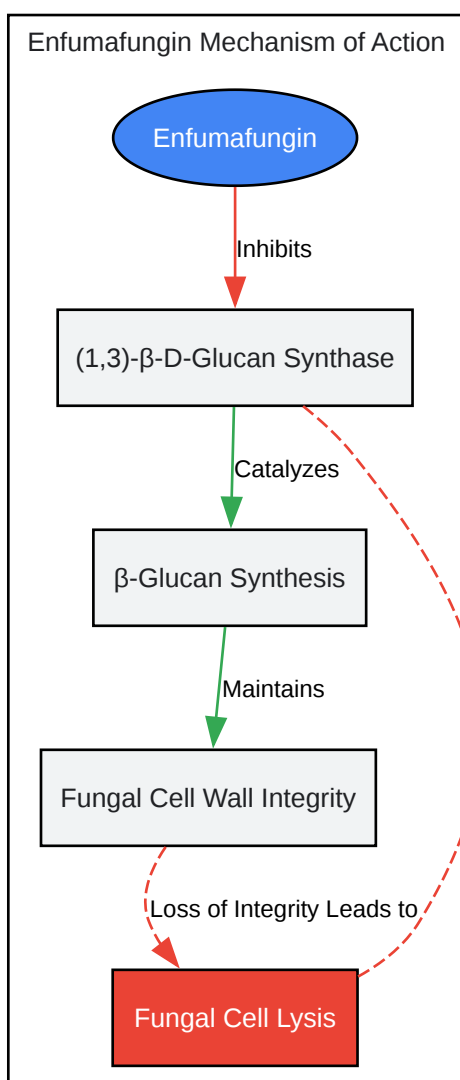 Enfumafungin Mechanism of Action
Enfumafungin
Inhibits
(1,3)-β-D-Glucan Synthase
Catalyzes
β-Glucan Synthesis
Maintains
Fungal Cell Wall Integrity
Loss of Integrity Leads to
Fungal Cell Lysis